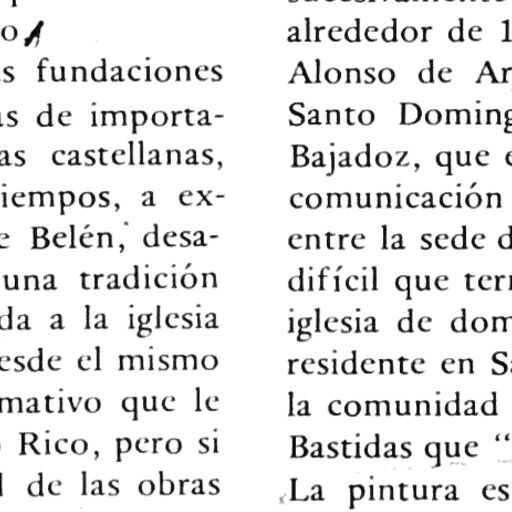 s fundaciones
as de importa-
as castellanas,
iempos, a ex-
e Belén, desa-
una tradición
da a la iglesia
esde el mismo
mativo que le
Rico, pero si
de las obras
alrededor de 1
Alonso de Ar
Santo Doming
Bajadoz, que e
comunicación
entre la sede d
difícil que ter
iglesia de dom
residente en Sa
la comunidad
Bastidas que “
La pintura es